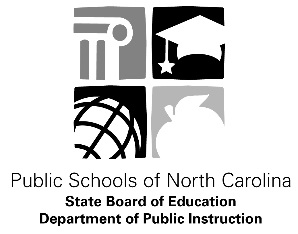 Public Schools of North Carolina
State Board of Education
Department of Public Instruction